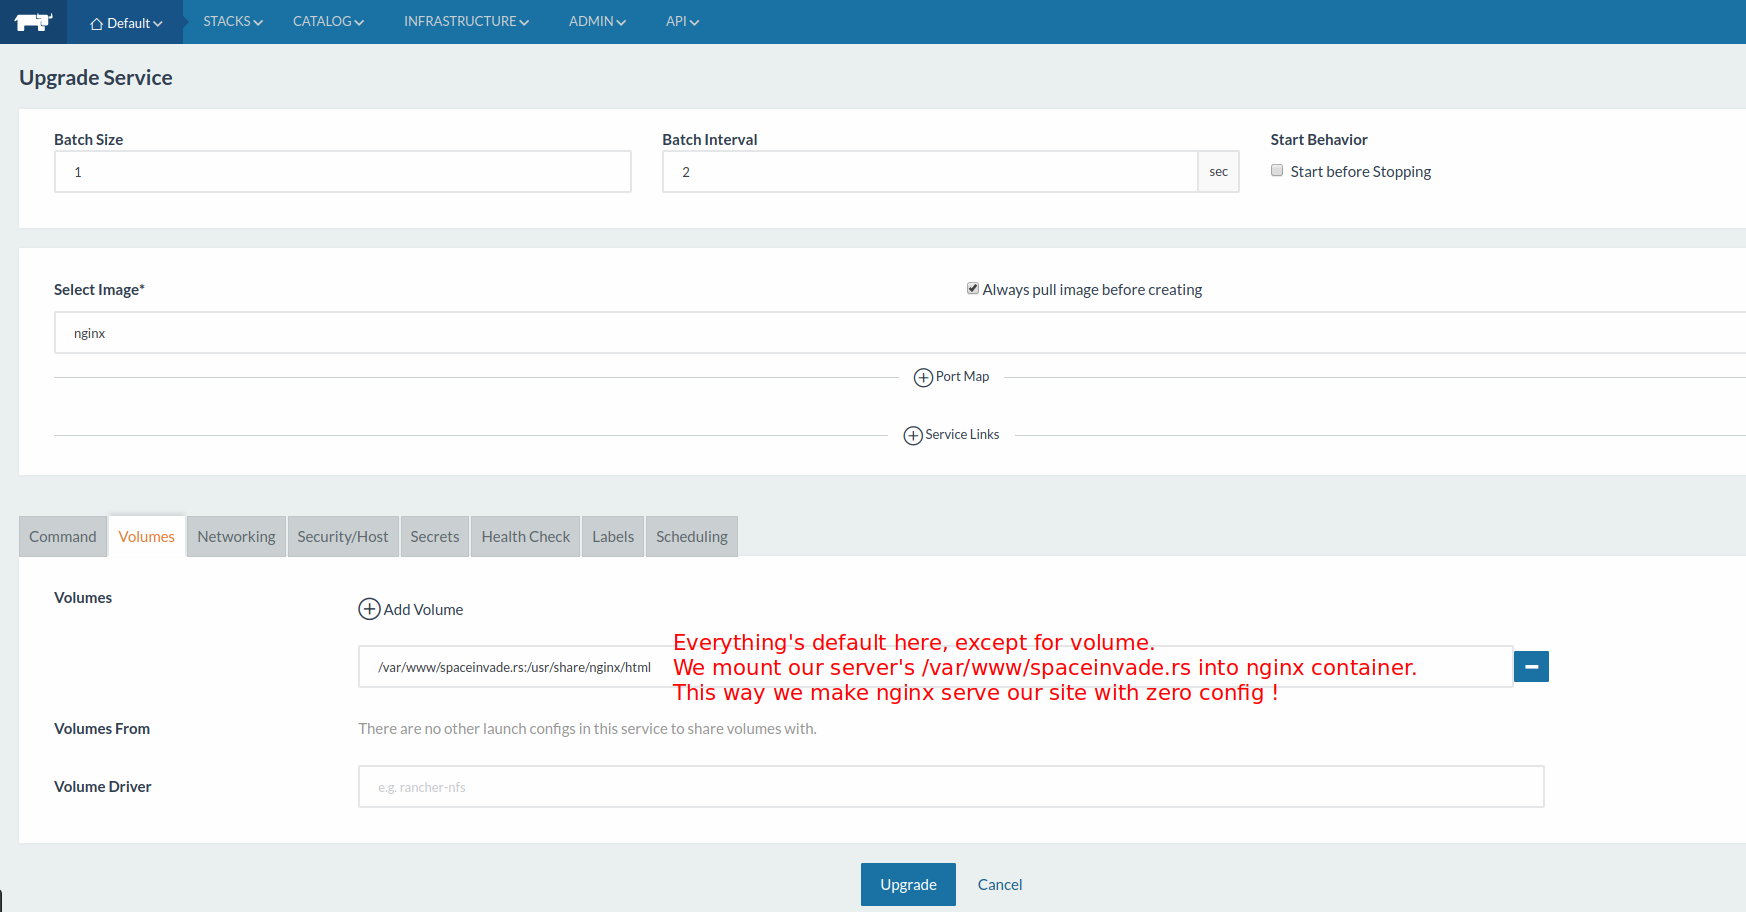 Default STACKS CATALOG INFRASTRUCTURE ADMIN API
Upgrade Service
Batch Size Batch Interval Start Behavior
1 2 sec Start before Stopping
Select Image* Always pull image before creating
nginx
Port Map
Service Links
Command Volumes Networking Security/Host Secrets Health Check Labels Scheduling
Volumes
Add Volume
Everything's default here, except for volume.
/var/www/spaceinvade.rs:/usr/share/nginx/html
We mount our server's /var/www/spaceinvade.rs into nginx container.
This way we make nginx serve our site with zero config !
Volumes From There are no other launch configs in this service to share volumes with.
Volume Driver e.g. rancher-nfs
Upgrade Cancel